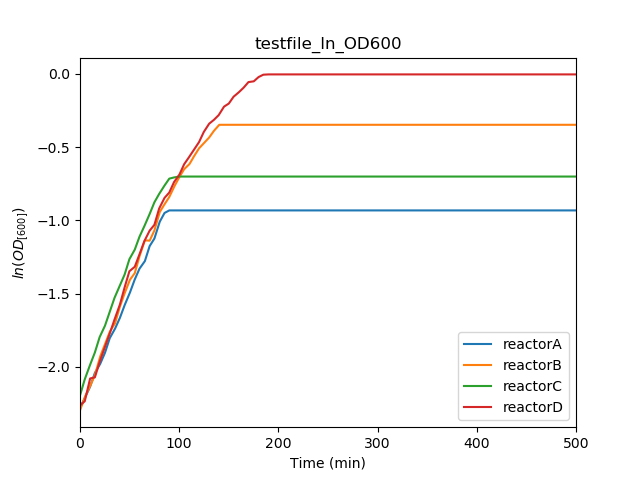 testfile_ln_OD600
0.0
−0.5
−1.0
−1.5
−2.0
ln(OD[600])
0 100 200 300 400 500
Time (min)
reactorA
reactorB
reactorC
reactorD